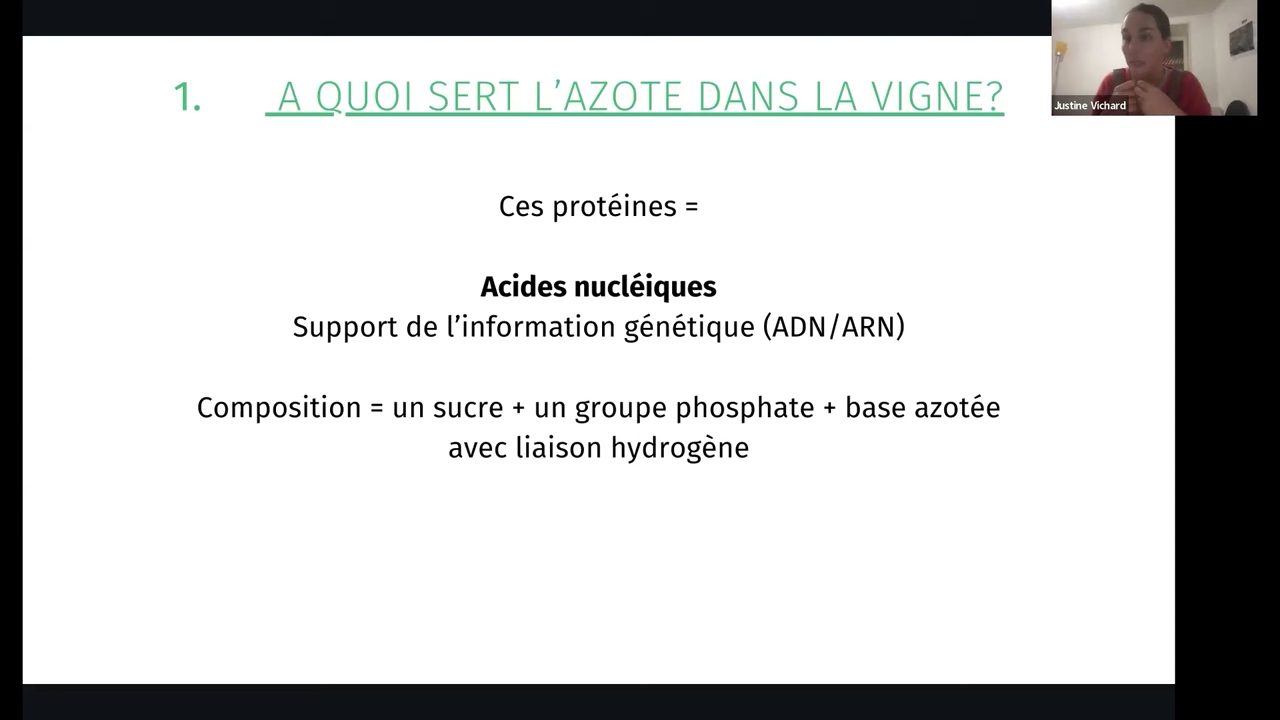 1. A QUOI SERT L'AZOTE DANS LA VIGNE?
Justine Vichard
Ces protéines =
Acides nucléiques
Support de l'information génétique (ADN/ARN)
Composition = un sucre + un groupe phosphate + base azotée
avec liaison hydrogène